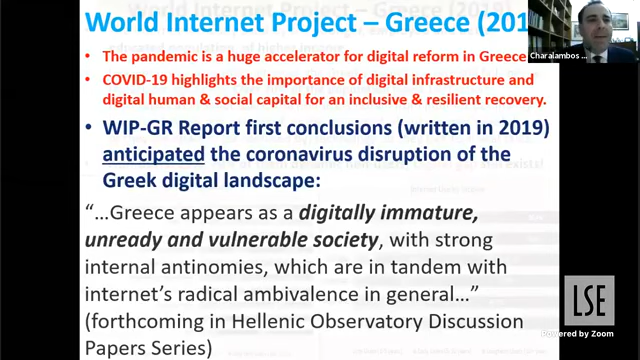 World Internet Project – Greece (201
Charalambos ...
• The pandemic is a huge accelerator for digital reform in Greece
• COVID-19 highlights the importance of digital infrastructure and
digital human & social capital for an inclusive & resilient recovery.
• WIP-GR Report first conclusions (written in 2019)
anticipated the coronavirus disruption of the
Greek digital landscape:
“…Greece appears as a digitally immature,
unready and vulnerable society, with strong
internal antinomies, which are in tandem with
internet’s radical ambivalence in general…”
(forthcoming in Hellenic Observatory Discussion
Papers Series)
LSE
Powered by Zoom